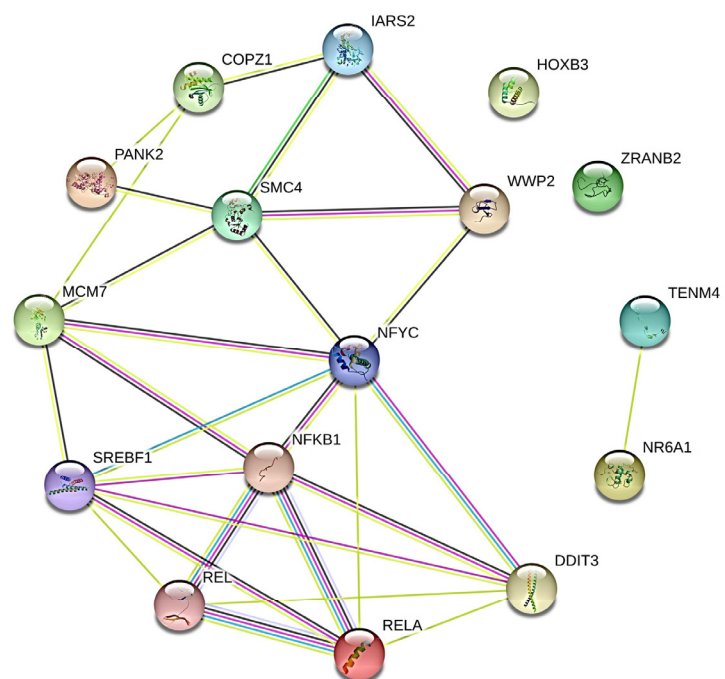 IARS2
COPZ1
HOXB3
PANK2
ZRANB2
SMC4
WWP2
MCM7
TENM4
NFYC
NFKB1
NR6A1
SREBF1
DDIT3
REL
RELA